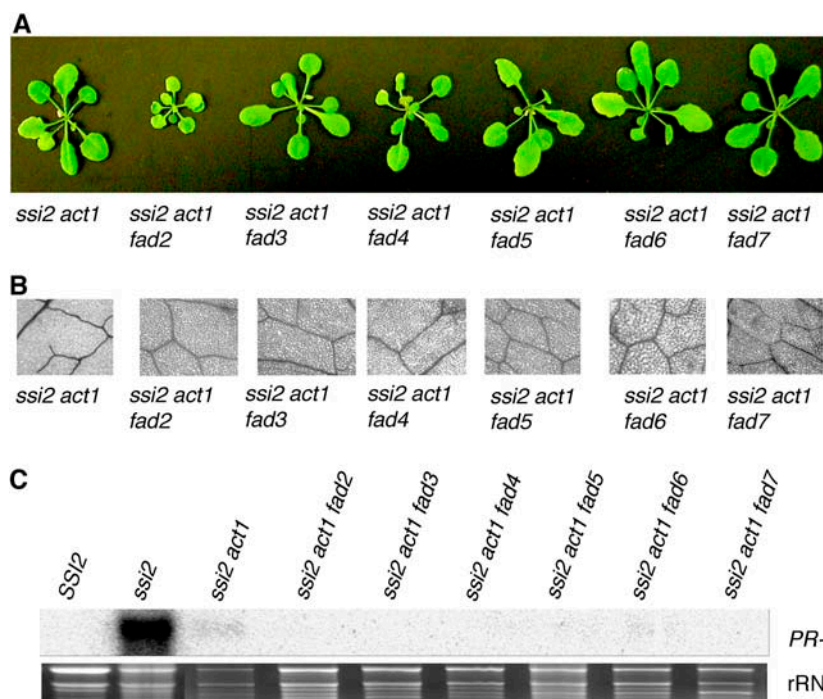 A
ssi2 act1
ssi2 act1 fad2
ssi2 act1 fad3
ssi2 act1 fad4
ssi2 act1 fad5
ssi2 act1 fad6
ssi2 act1 fad7
B
ssi2 act1
ssi2 act1 fad2
ssi2 act1 fad3
ssi2 act1 fad4
ssi2 act1 fad5
ssi2 act1 fad6
ssi2 act1 fad7
C
SSI2
ssi2
ssi2 act1
ssi2 act1 fad2
ssi2 act1 fad3
ssi2 act1 fad4
ssi2 act1 fad5
ssi2 act1 fad6
ssi2 act1 fad7
PR-
rRN